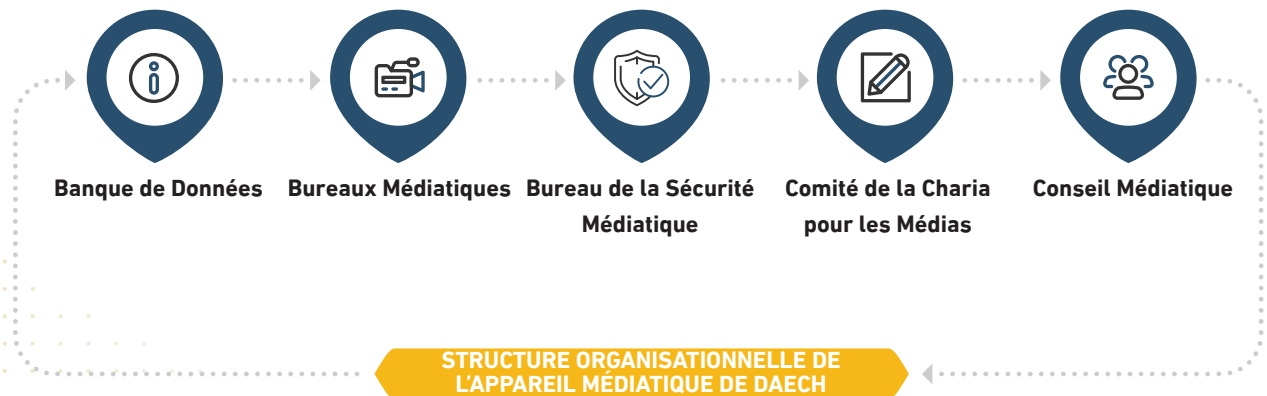 Banque de Données
Bureaux Médiatiques
Bureau de la Sécurité
Médiatique
Comité de la Charia
pour les Médias
Conseil Médiatique
STRUCTURE ORGANISATIONNELLE DE
L’APPAREIL MÉDIATIQUE DE DAECH